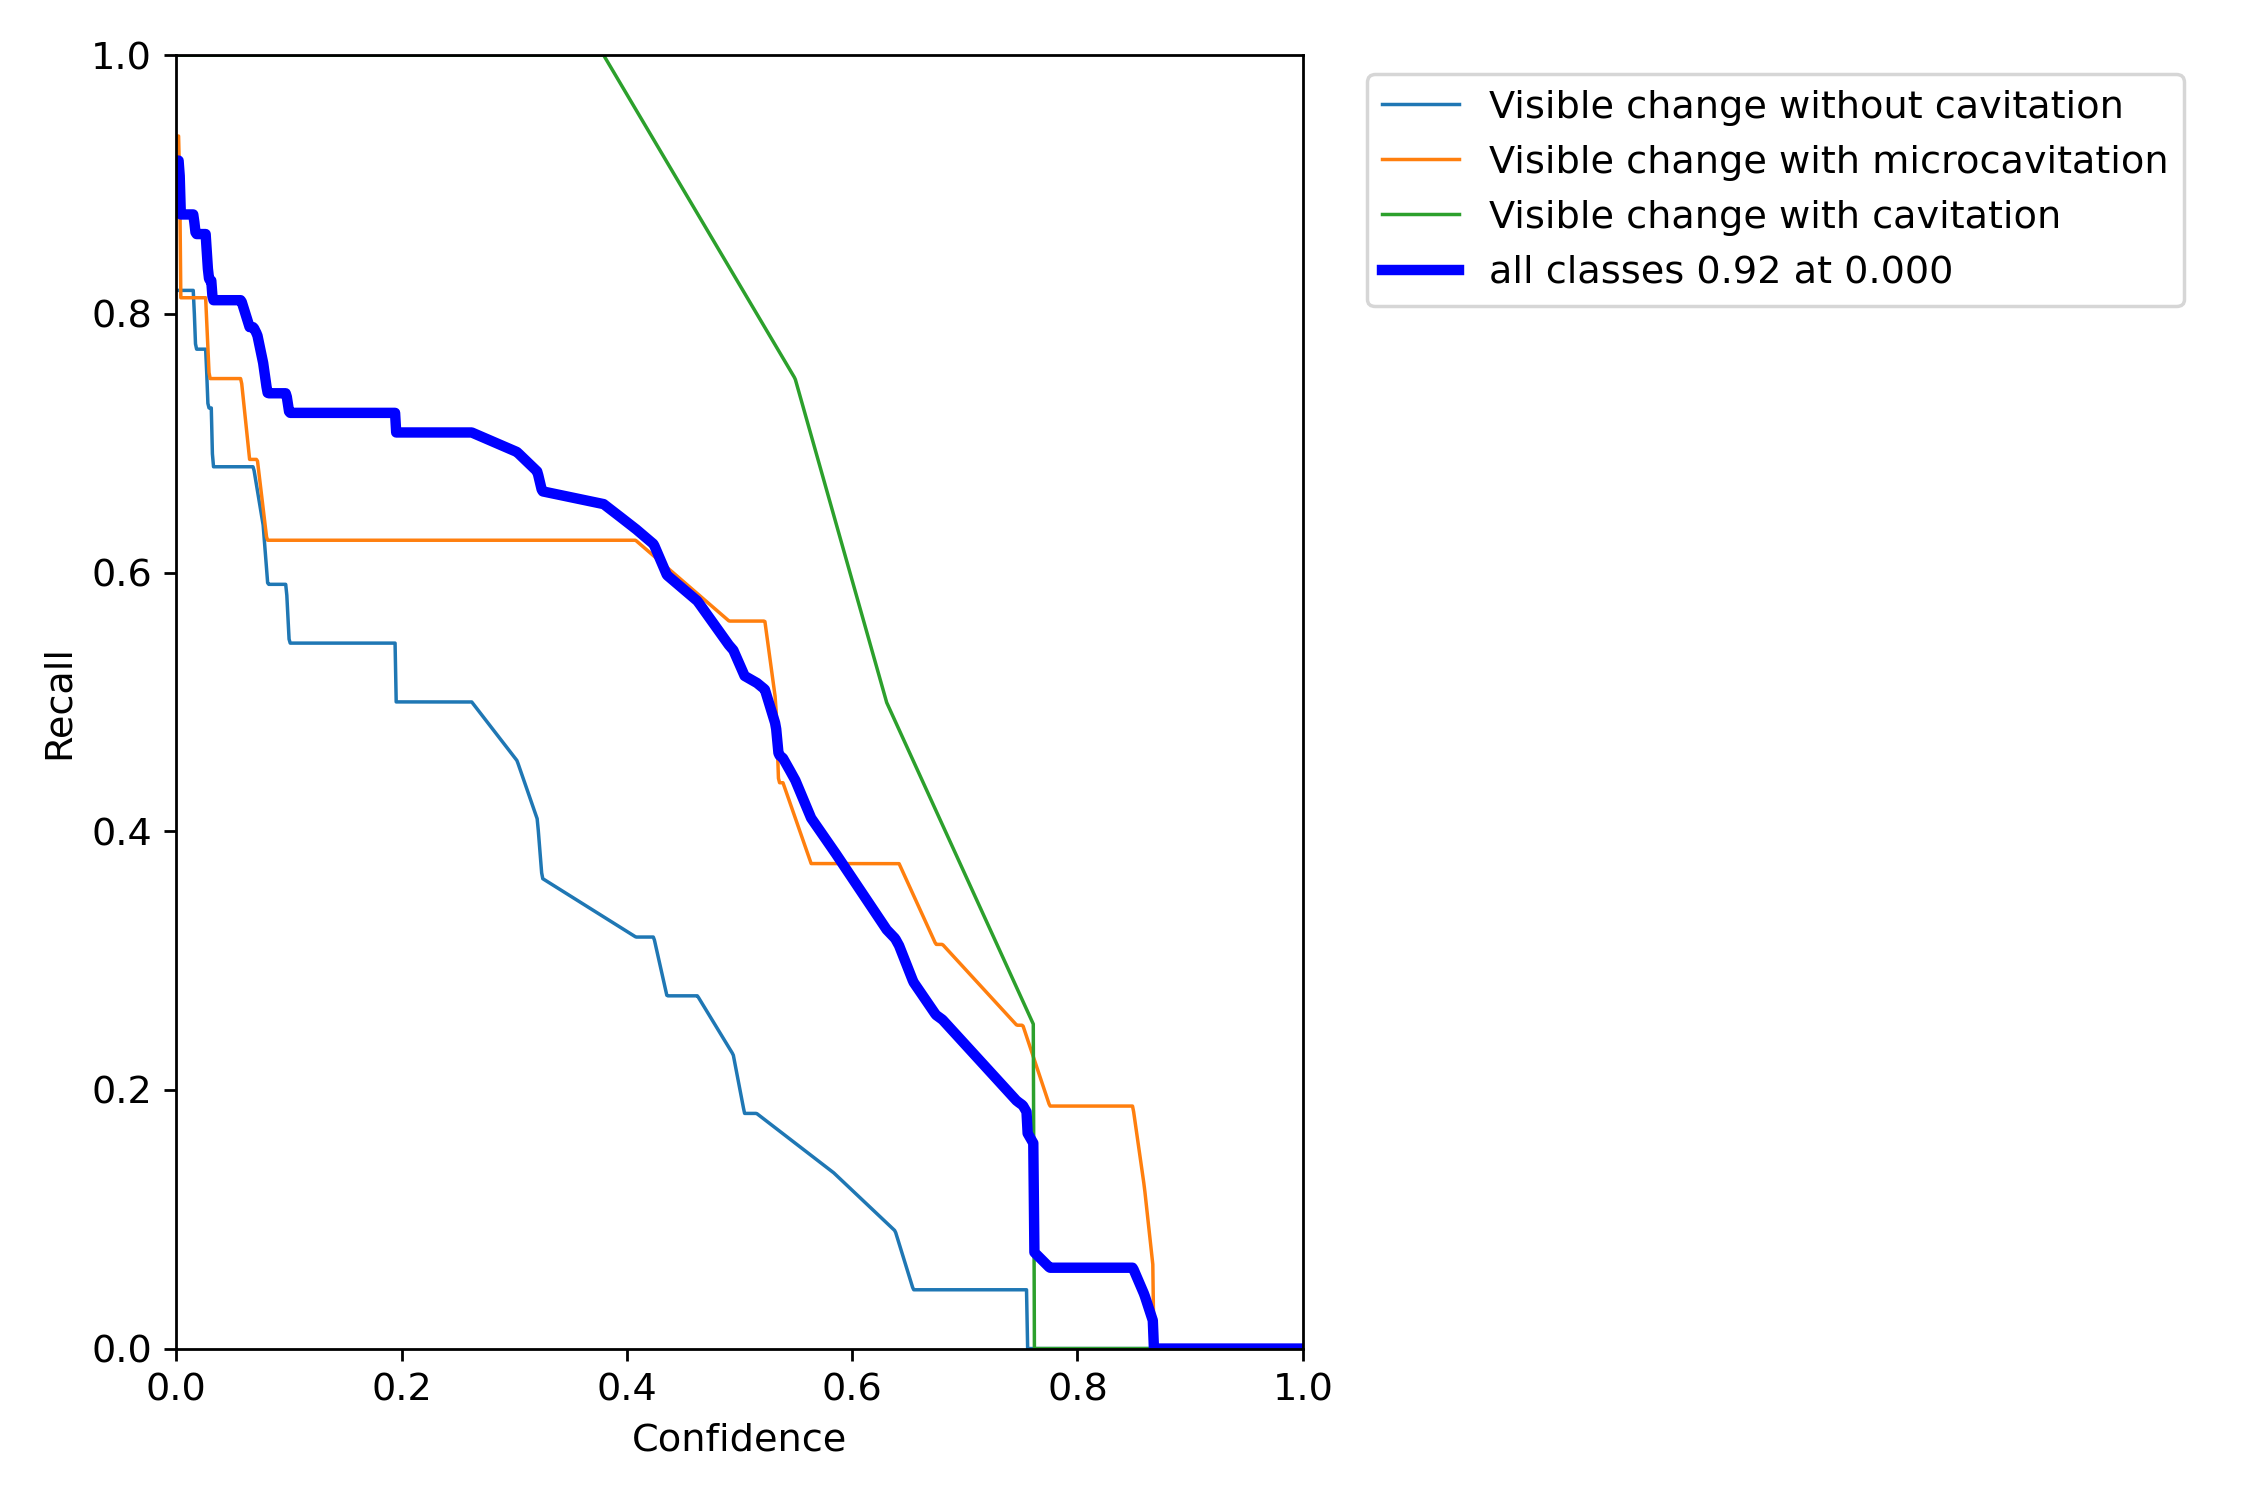 1.0
0.8
0.6
0.4
0.2
0.0
Recall
0.0 0.2 0.4 0.6 0.8 1.0
Confidence
Visible change without cavitation
Visible change with microcavitation
Visible change with cavitation
all classes 0.92 at 0.000